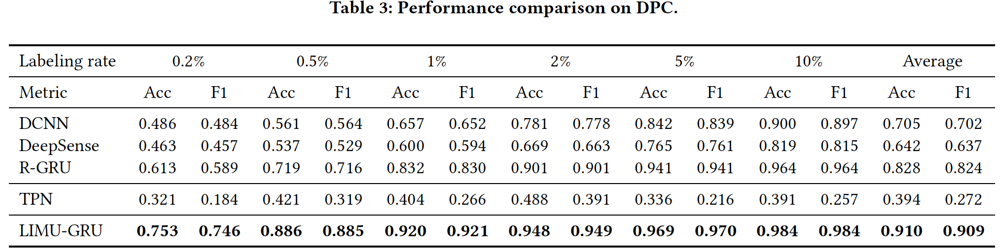 Table 3: Performance comparison on DPC.
Labeling rate 0.2% 0.5% 1% 2% 5% 10% Average
Metric Acc F1 Acc F1 Acc F1 Acc F1 Acc F1 Acc F1 Acc F1
DCNN 0.486 0.484 0.561 0.564 0.657 0.652 0.781 0.778 0.842 0.839 0.900 0.897 0.705 0.702
DeepSense 0.463 0.457 0.537 0.529 0.600 0.594 0.669 0.663 0.765 0.761 0.819 0.815 0.642 0.637
R-GRU 0.613 0.589 0.719 0.716 0.832 0.830 0.901 0.901 0.941 0.941 0.964 0.964 0.828 0.824
TPN 0.321 0.184 0.421 0.319 0.404 0.266 0.488 0.391 0.336 0.216 0.391 0.257 0.394 0.272
LIMU-GRU 0.753 0.746 0.886 0.885 0.920 0.921 0.948 0.949 0.969 0.970 0.984 0.984 0.910 0.909